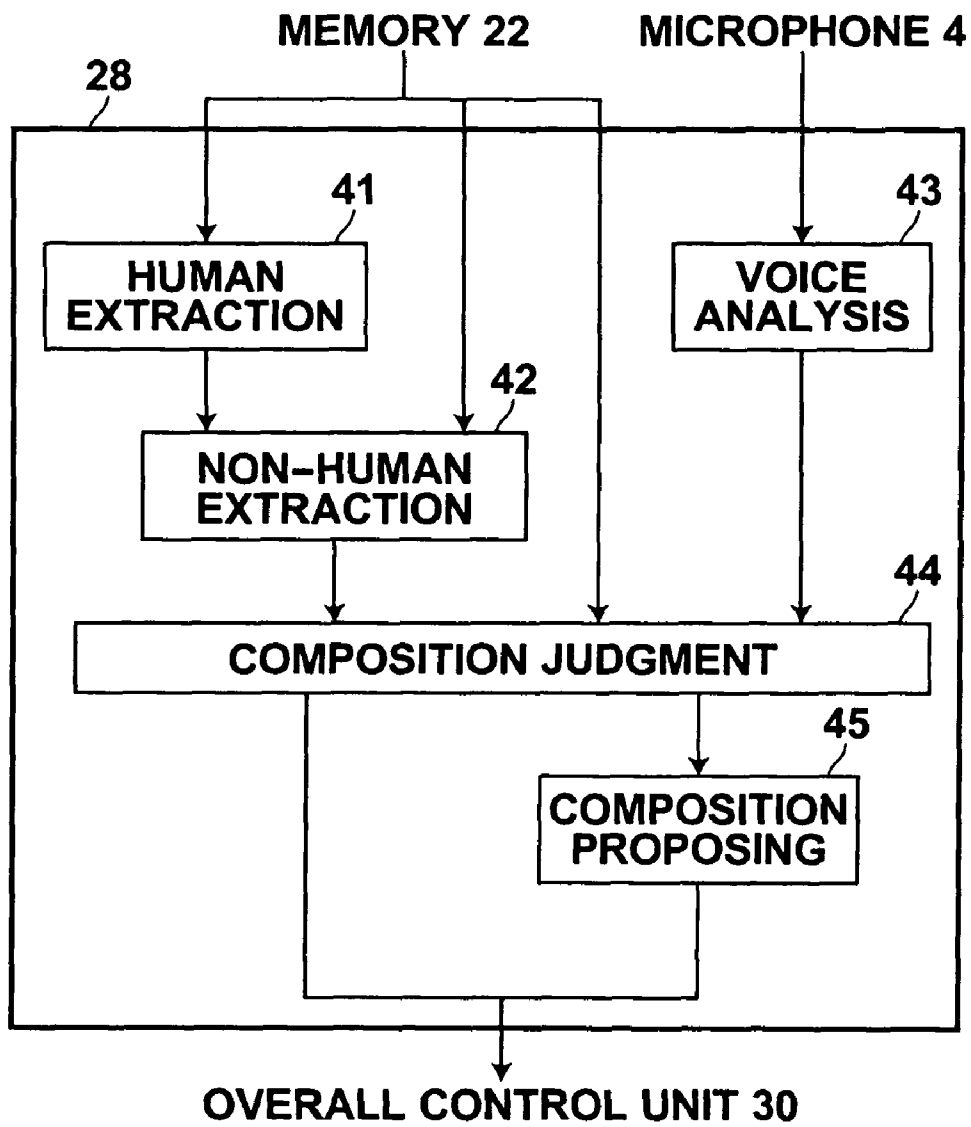 MEMORY 22
MICROPHONE 4
28
41
43
HUMAN
EXTRACTION
VOICE
ANALYSIS
42
NON-HUMAN
EXTRACTION
44
COMPOSITION JUDGMENT
45
COMPOSITION
PROPOSING
OVERALL CONTROL UNIT 30